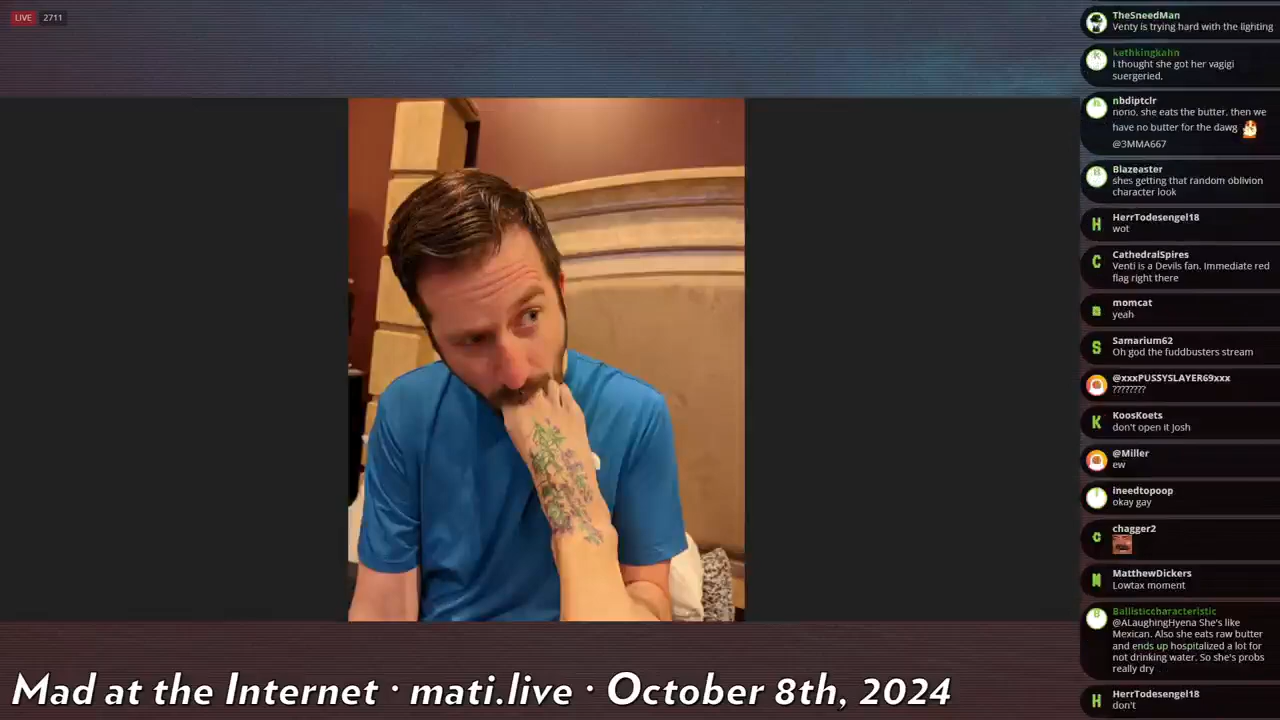 LIVE 2711
TheSneedMan
Venty is trying hard with the lighting
kethkingkahn
I thought she got her vagigi
suergeried.
nbdiptclr
nono, she eats the butter, then we
have no butter for the dawg
@3MMA667
Blazeaster
shes getting that random oblivion
character look
HerrTodesengel18
wot
CathedralSpires
Venti is a Devils fan. Immediate red
flag right there
momcat
yeah
Samarium62
Oh god the fuddbusters stream
@xxxPUSSYSLAYER69xxx
????????
KoosKoets
don't open it Josh
@Miller
ew
ineedtopoop
okay gay
chagger2
MatthewDickers
Lowtax moment
Ballisticcharacteristic
@ALaughingHyena She's like
Mexican. Also she eats raw butter
and ends up hospitalized a lot for
not drinking water. So she's probs
really dry
HerrTodesengel18
don't
Mad at the Internet · mati.live · October 8th, 2024